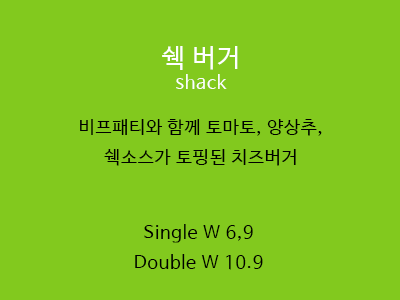 쉑 버거
shack
비프패티와 함께 토마토, 양상추,
쉑소스가 토핑된 치즈버거
Single W 6,9
Double W 10.9